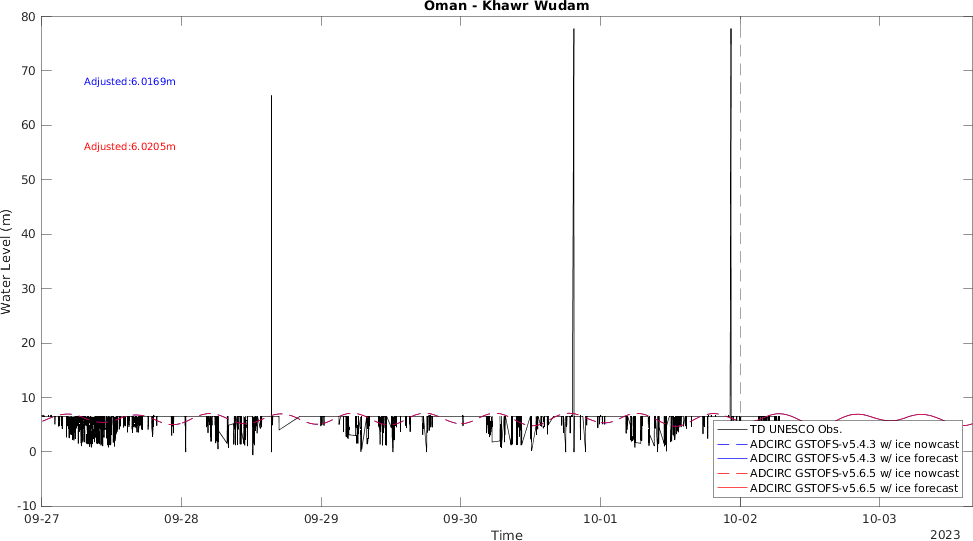 Oman - Khawr Wudam
80
70
60
50
40
30
20
10
0
-10
Water Level (m)
Adjusted:6.0169m
Adjusted:6.0205m
TD UNESCO Obs.
ADCIRC GSTOFS-v5.4.3 w/ ice nowcast
ADCIRC GSTOFS-v5.4.3 w/ ice forecast
ADCIRC GSTOFS-v5.6.5 w/ ice nowcast
ADCIRC GSTOFS-v5.6.5 w/ ice forecast
09-27 09-28 09-29 09-30 10-01 10-02 10-03
Time
2023